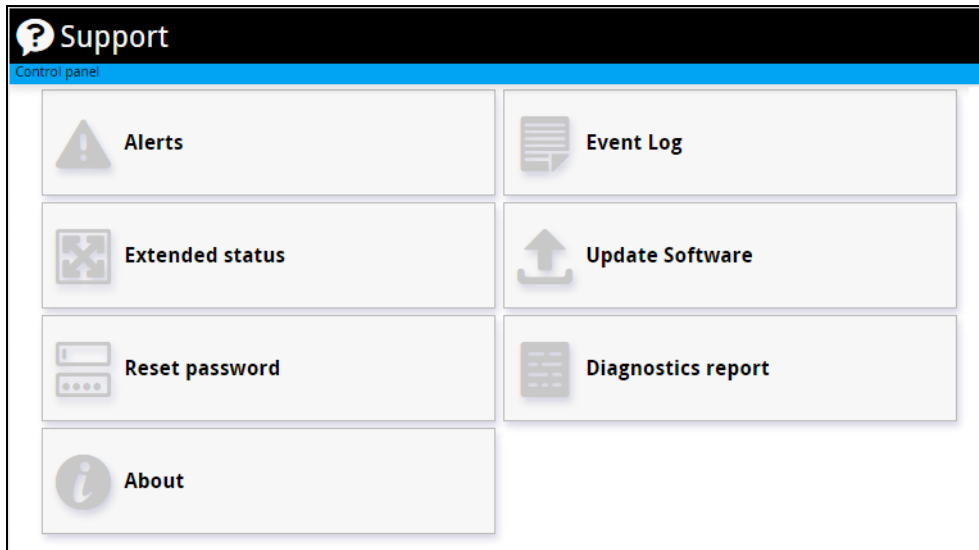 Support
Control panel
Alerts
Event Log
Extended status
Update Software
Reset password
Diagnostics report
About